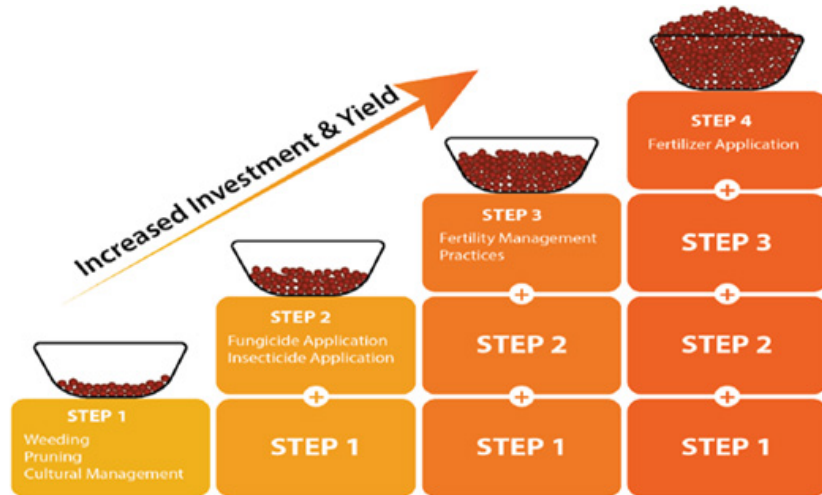 Increased Investment & Yield
STEP 1
Weeding
Pruning
Cultural Management
STEP 2
Fungicide Application
Insecticide Application
+
STEP 1
STEP 3
Fertility Management
Practices
+
STEP 2
+
STEP 1
STEP 4
Fertilizer Application
+
STEP 3
+
STEP 2
+
STEP 1